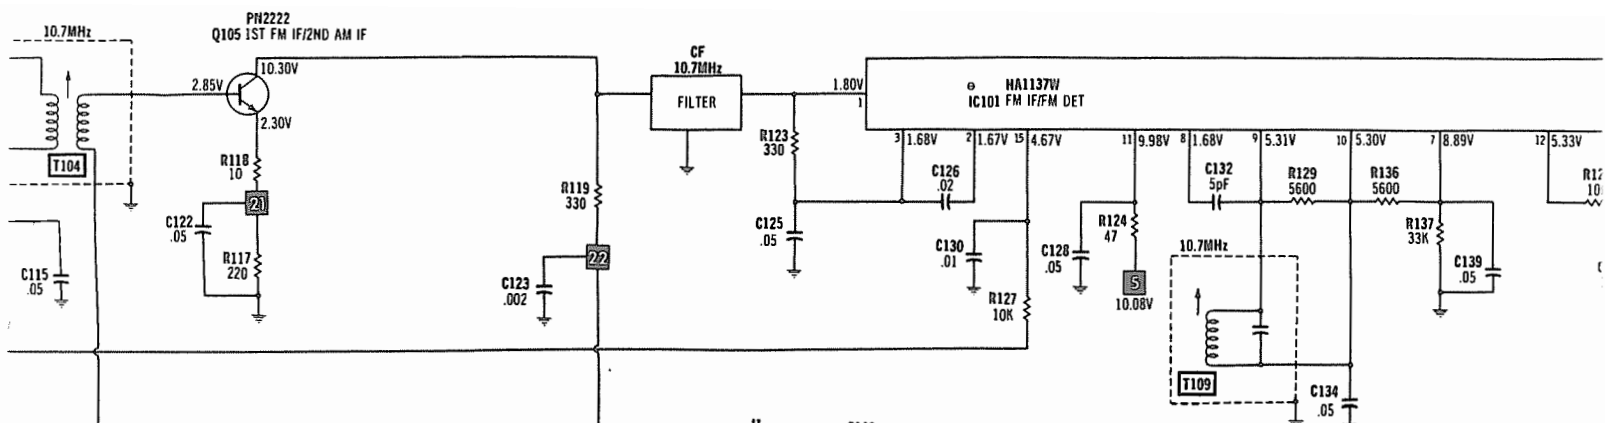 PN2222
Q105 1ST FM IF/2ND AM IF
10.7MHz
10.30V
2.85V
2.30V
T104
R118
10
21
C122
.05
R117
220
C115
.05
R119
330
22
C123
.002
CF
10.7MHz
FILTER
1.80V
1
HA1137W
IC101 FM IF/FM DET
R123
330
C125
.05
3 1.68V
2 1.67V
15 4.67V
11 9.98V
8 1.68V
9 5.31V
10 5.30V
7 8.89V
12 5.33V
C126
.02
C130
.01
R127
10K
C128
.05
R124
47
5
10.08V
C132
5pF
R129
5600
R136
5600
R137
33K
C139
.05
10.7MHz
T109
C134
.05